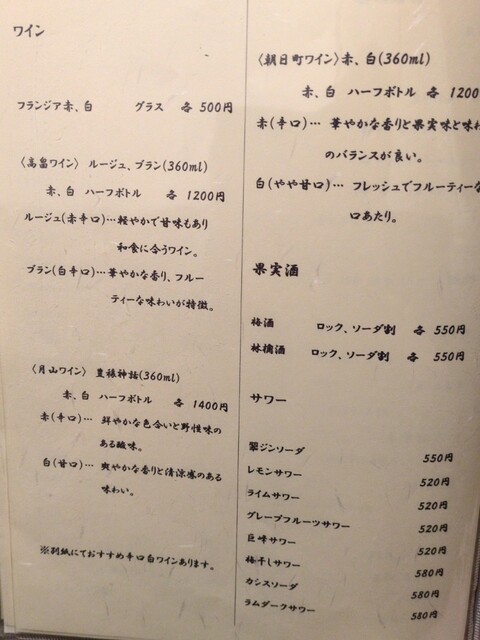 ワイン
フランジア赤、白 グラス 各 500円
〈高畠ワイン〉 ルージュ、ブラン(360ml)
赤、白 ハーフボトル 各 1200円
ルージュ(赤辛口)…軽やかで甘味もあり
和食に合うワイン。
ブラン(白辛口)…華やかな香り、フルー
ティーな味わいが特徴。
〈月山ワイン〉 豊穣神話(360ml)
赤、白 ハーフボトル 各 1400円
赤(辛口)… 鮮やかな色合いと野性味の
ある酸味。
白(甘口)… 爽やかな香りと清涼感のある
味わい。
※別紙にておすすめ辛口白ワインあります。
〈朝日町ワイン〉赤、白(360ml)
赤、白 ハーフボトル 各 1200
赤(辛口)… 華やかな香りと果実味と味わ
のバランスが良い。
白(やや甘口)… フレッシュでフルーティーな
口あたり。
果実酒
梅酒 ロック、ソーダ割 各 550円
林檎酒 ロック、ソーダ割 各 550円
サワー
翠ジンソーダ 550円
レモンサワー 520円
ライムサワー 520円
グレープフルーツサワー 520円
巨峰サワー 520円
梅干しサワー 580円
カシスソーダ 580円
ラムダークサワー 580円